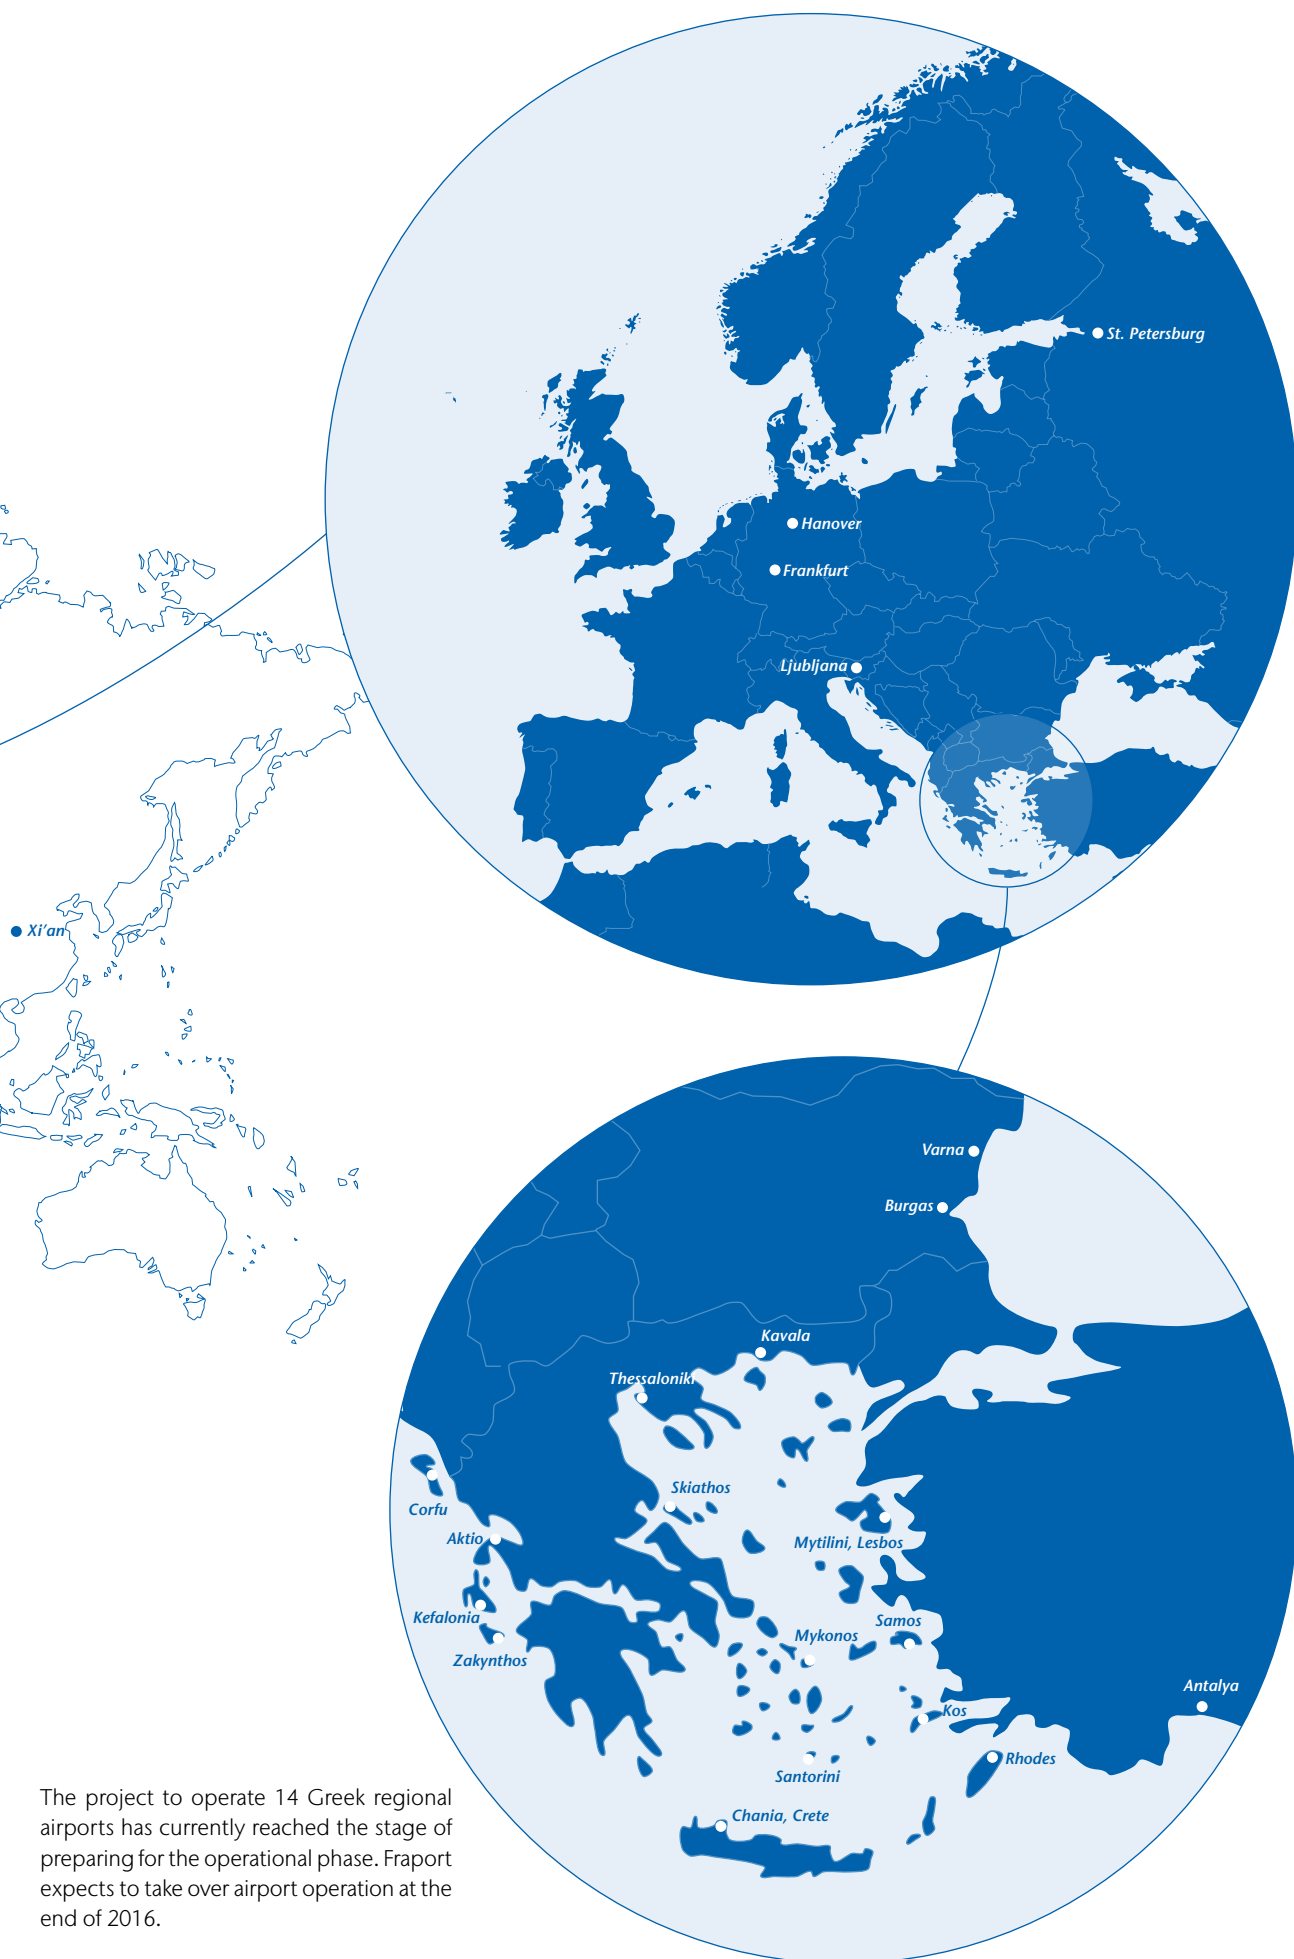 St. Petersburg
Hanover
Frankfurt
Ljubljana
Xi’an
Varna
Burgas
Kavala
Thessaloniki
Skiathos
Corfu
Aktio
Mytilini, Lesbos
Kefalonia
Samos
Mykonos
Zakynthos
Antalya
Kos
Rhodes
Santorini
Chania, Crete
The project to operate 14 Greek regional
airports has currently reached the stage of
preparing for the operational phase. Fraport
expects to take over airport operation at the
end of 2016.